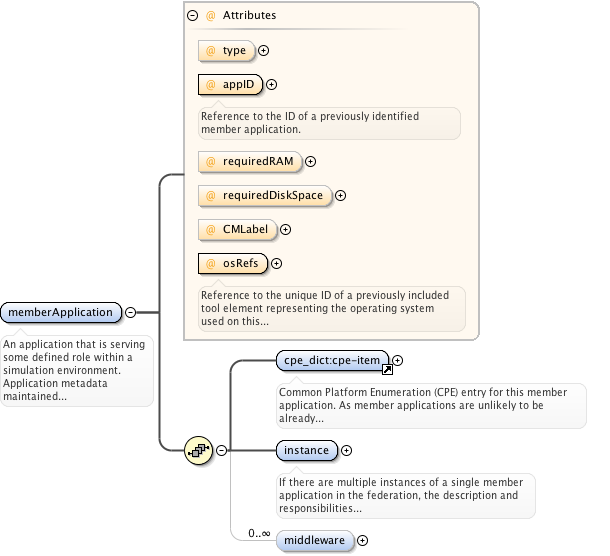 @ Attributes
@ type
@ appID
Reference to the ID of a previously identified
member application.
@ requiredRAM
@ requiredDiskSpace
@ CMLabel
@ osRefs
Reference to the unique ID of a previously included
tool element representing the operating system
used on this...
memberApplication
An application that is serving
some defined role within a
simulation environment.
Application metadata
maintained...
cpe_dict:cpe-item
Common Platform Enumeration (CPE) entry for this member
application. As member applications are unlikely to be
already...
instance
If there are multiple instances of a single member
application in the federation, the description and
responsibilities...
0..∞
middleware